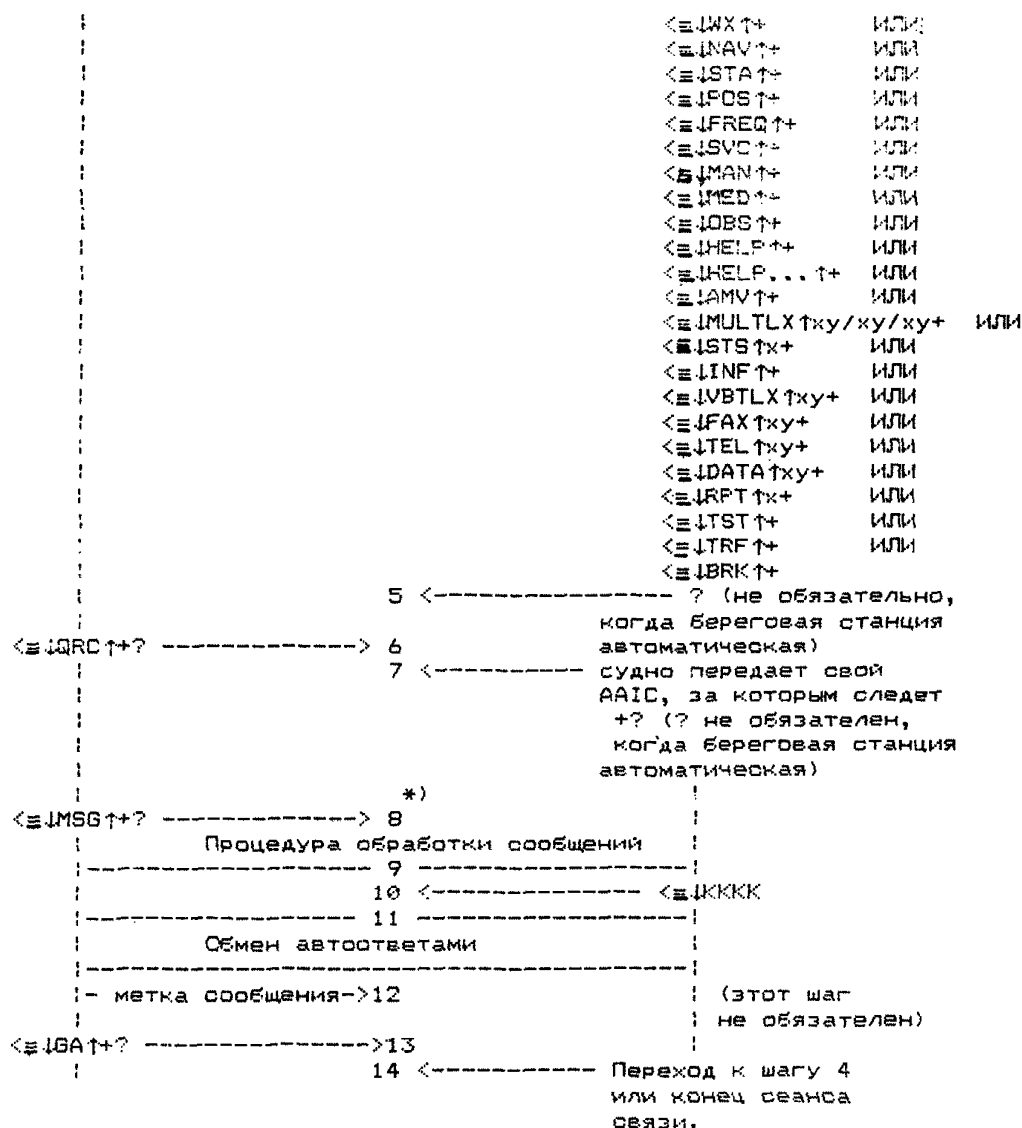 <≡↓WX↑+ ИЛИ
<≡↓NAV↑+ ИЛИ
<≡↓STA↑+ ИЛИ
<≡↓POS↑+ ИЛИ
<≡↓FREQ↑+ ИЛИ
<≡↓SVC↑+ ИЛИ
<≡↓MAN↑+ ИЛИ
<≡↓MED↑+ ИЛИ
<≡↓OBS↑+ ИЛИ
<≡↓HELP↑+ ИЛИ
<≡↓HELP...↑+ ИЛИ
<≡↓AMV↑+ ИЛИ
<≡↓MULTLX↑xy/xy/xy+ ИЛИ
<≡↓STS↑x+ ИЛИ
<≡↓INF↑+ ИЛИ
<≡↓VBTLX↑xy+ ИЛИ
<≡↓FAX↑xy+ ИЛИ
<≡↓TEL↑xy+ ИЛИ
<≡↓DATA↑xy+ ИЛИ
<≡↓RPT↑x+ ИЛИ
<≡↓TST↑+ ИЛИ
<≡↓TRF↑+ ИЛИ
<≡↓BRK↑+
5 <---------------- ? (не обязательно,
когда береговая станция
<≡↓QRC↑+? --------------> 6 автоматическая)
7 <---------- судно передает свой
AAIC, за которым следет
+? (? не обязателен,
когда береговая станция
автоматическая)
*)
<≡↓MSG↑+? --------------> 8
Процедура обработки сообщений
|------------------ 9 ------------------|
10 <-------------- <≡↓KKKK
|------------------ 11 ------------------|
Обмен автоответами
|----------------------------------------|
|- метка сообщения->12 (этот шаг
не обязателен)
<≡↓GA↑+? ---------------->13
14 <----------- Переход к шагу 4
или конец сеанса
связи.